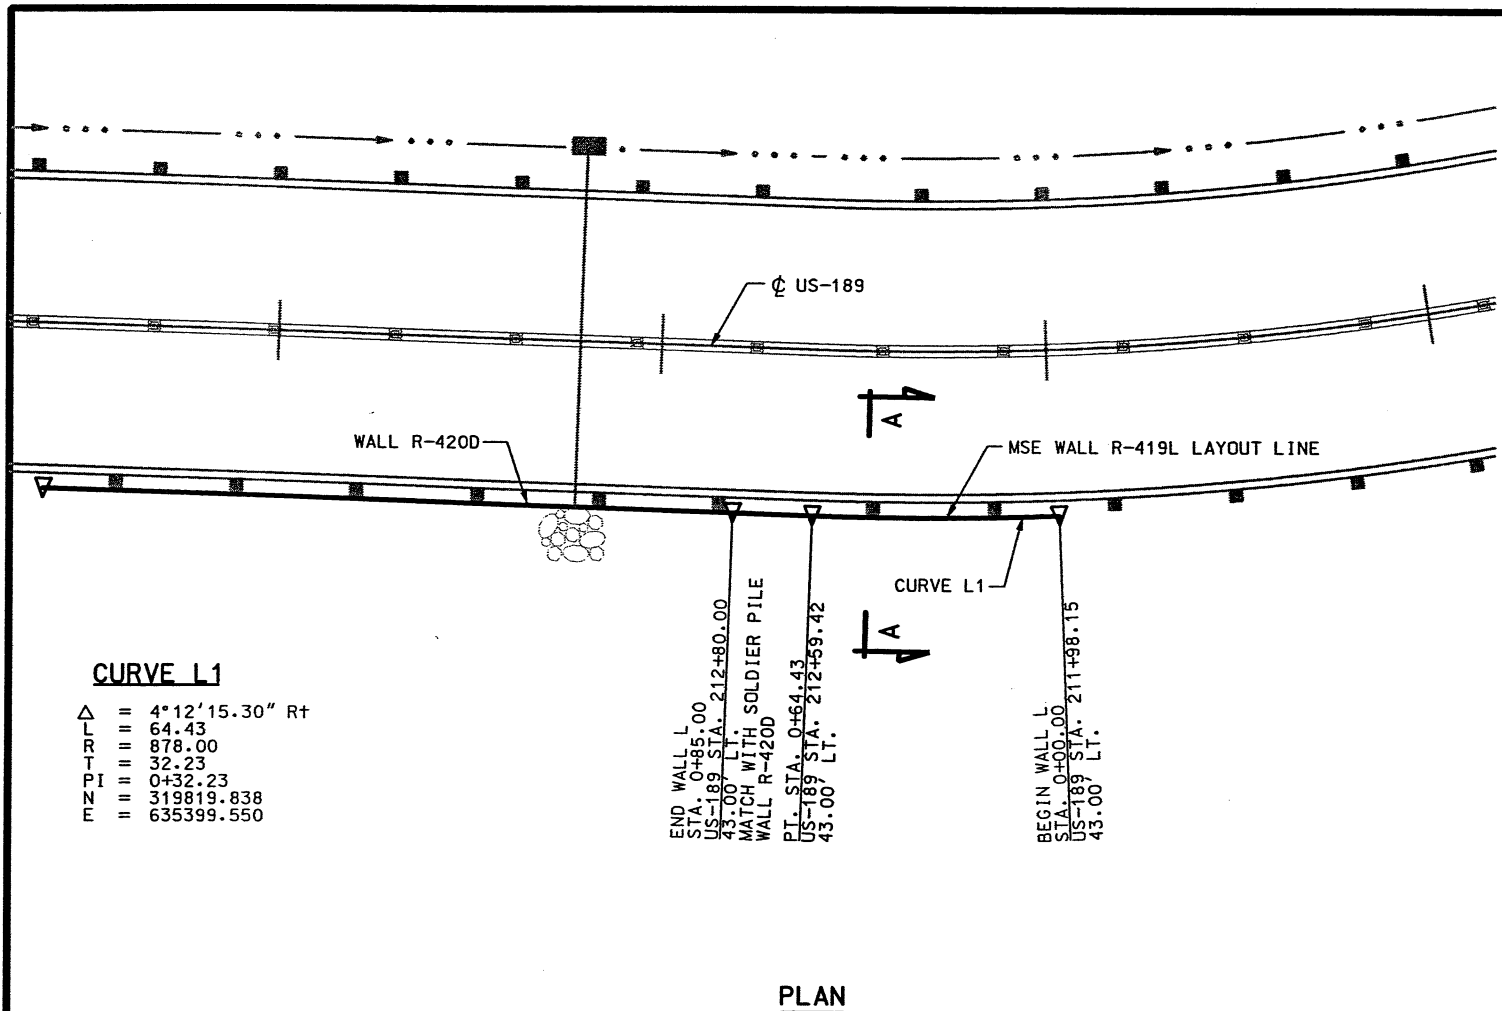 ℄ US-189
WALL R-420D
MSE WALL R-419L LAYOUT LINE
A
CURVE L1
A
CURVE L1
△ = 4°12'15.30" Rt
L = 64.43
R = 878.00
T = 32.23
PI = 0+32.23
N = 319819.838
E = 635399.550
END WALL L
STA. 0+85.00
US-189 STA. 212+80.00
43.00' LT.
MATCH WITH SOLDIER PILE
WALL R-420D
PT. STA. 0+64.43
US-189 STA. 212+59.42
43.00' LT.
BEGIN WALL L
STA. 0+00.00
US-189 STA. 211+98.15
43.00' LT.
PLAN